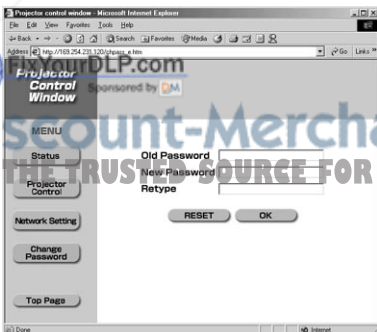 Projector control window - Microsoft Internet Explorer
File Edit View Favorites Tools Help
Back Search Favorites Media
Address http://169.254.231.120/chpass_e.htm Go Links
FixYourDLP.com
Projector
Control
Window
Sponsored by DM
MENU
scount-Mercha
Status
Old Password
THE TRUSTED SOURCE FOR
New Password
Projector
Control
Retype
Network Setting
RESET OK
Change
Password
Top Page
Done Internet